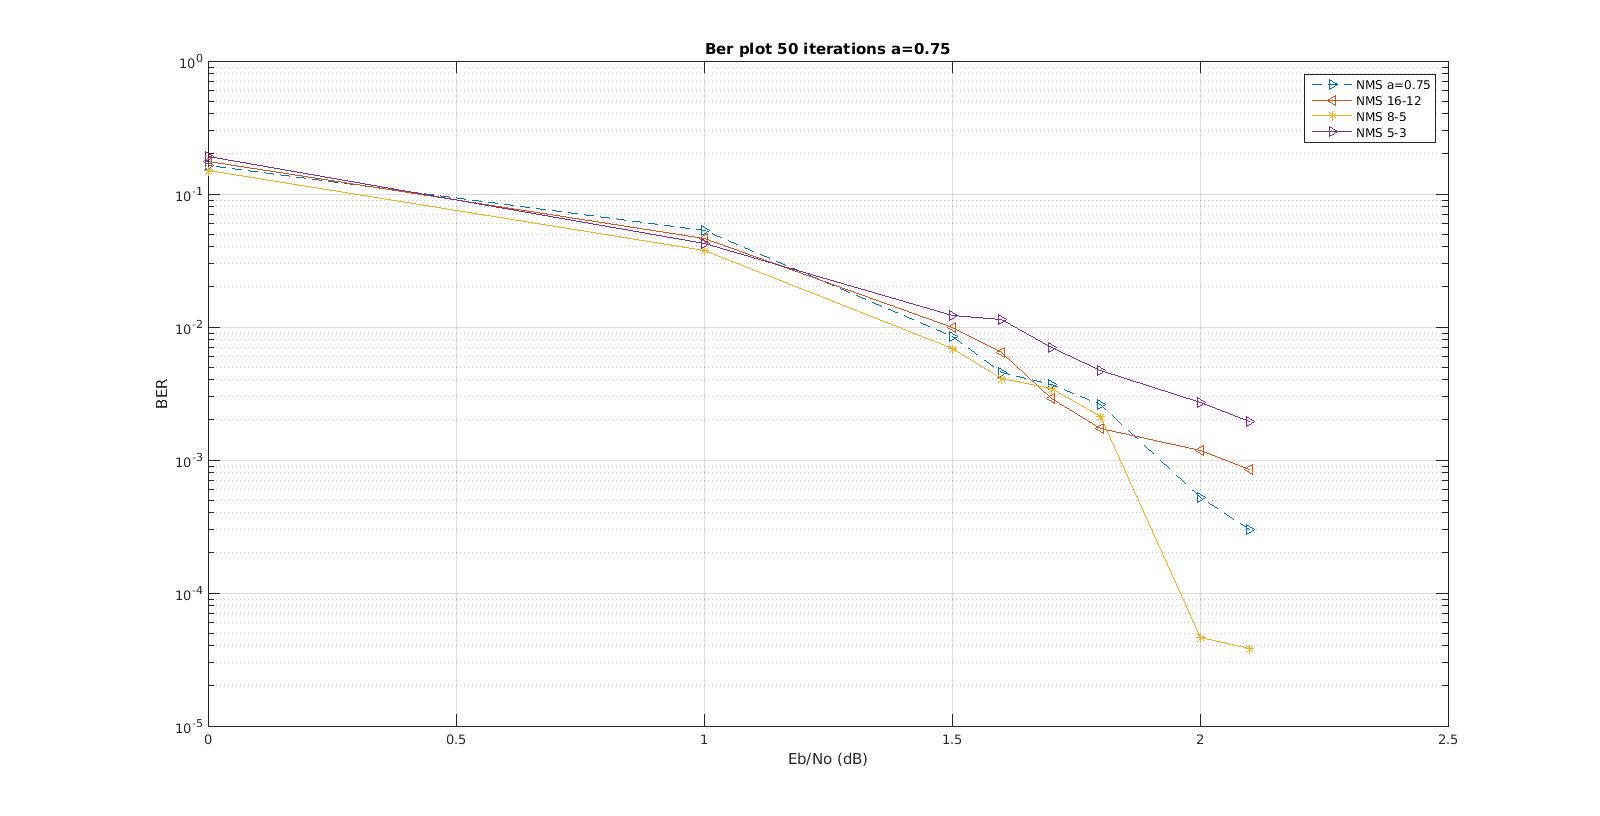 Ber plot 50 iterations a=0.75
10^0
10^-1
10^-2
10^-3
10^-4
10^-5
BER
NMS a=0.75
NMS 16-12
NMS 8-5
NMS 5-3
0 0.5 1 1.5 2 2.5
Eb/No (dB)